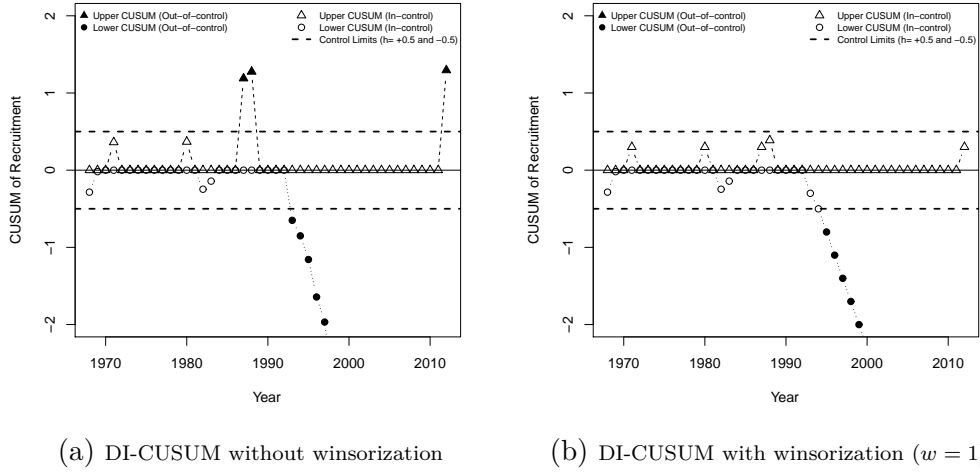 Upper CUSUM (Out-of-control)
Lower CUSUM (Out-of-control)
Upper CUSUM (In-control)
Lower CUSUM (In-control)
Control Limits (h= +0.5 and −0.5)
CUSUM of Recruitment
2
1
0
-1
-2
1970 1980 1990 2000 2010
Year
(a) DI-CUSUM without winsorization
Upper CUSUM (Out-of-control)
Lower CUSUM (Out-of-control)
Upper CUSUM (In-control)
Lower CUSUM (In-control)
Control Limits (h= +0.5 and −0.5)
CUSUM of Recruitment
2
1
0
-1
-2
1970 1980 1990 2000 2010
Year
(b) DI-CUSUM with winsorization (w = 1